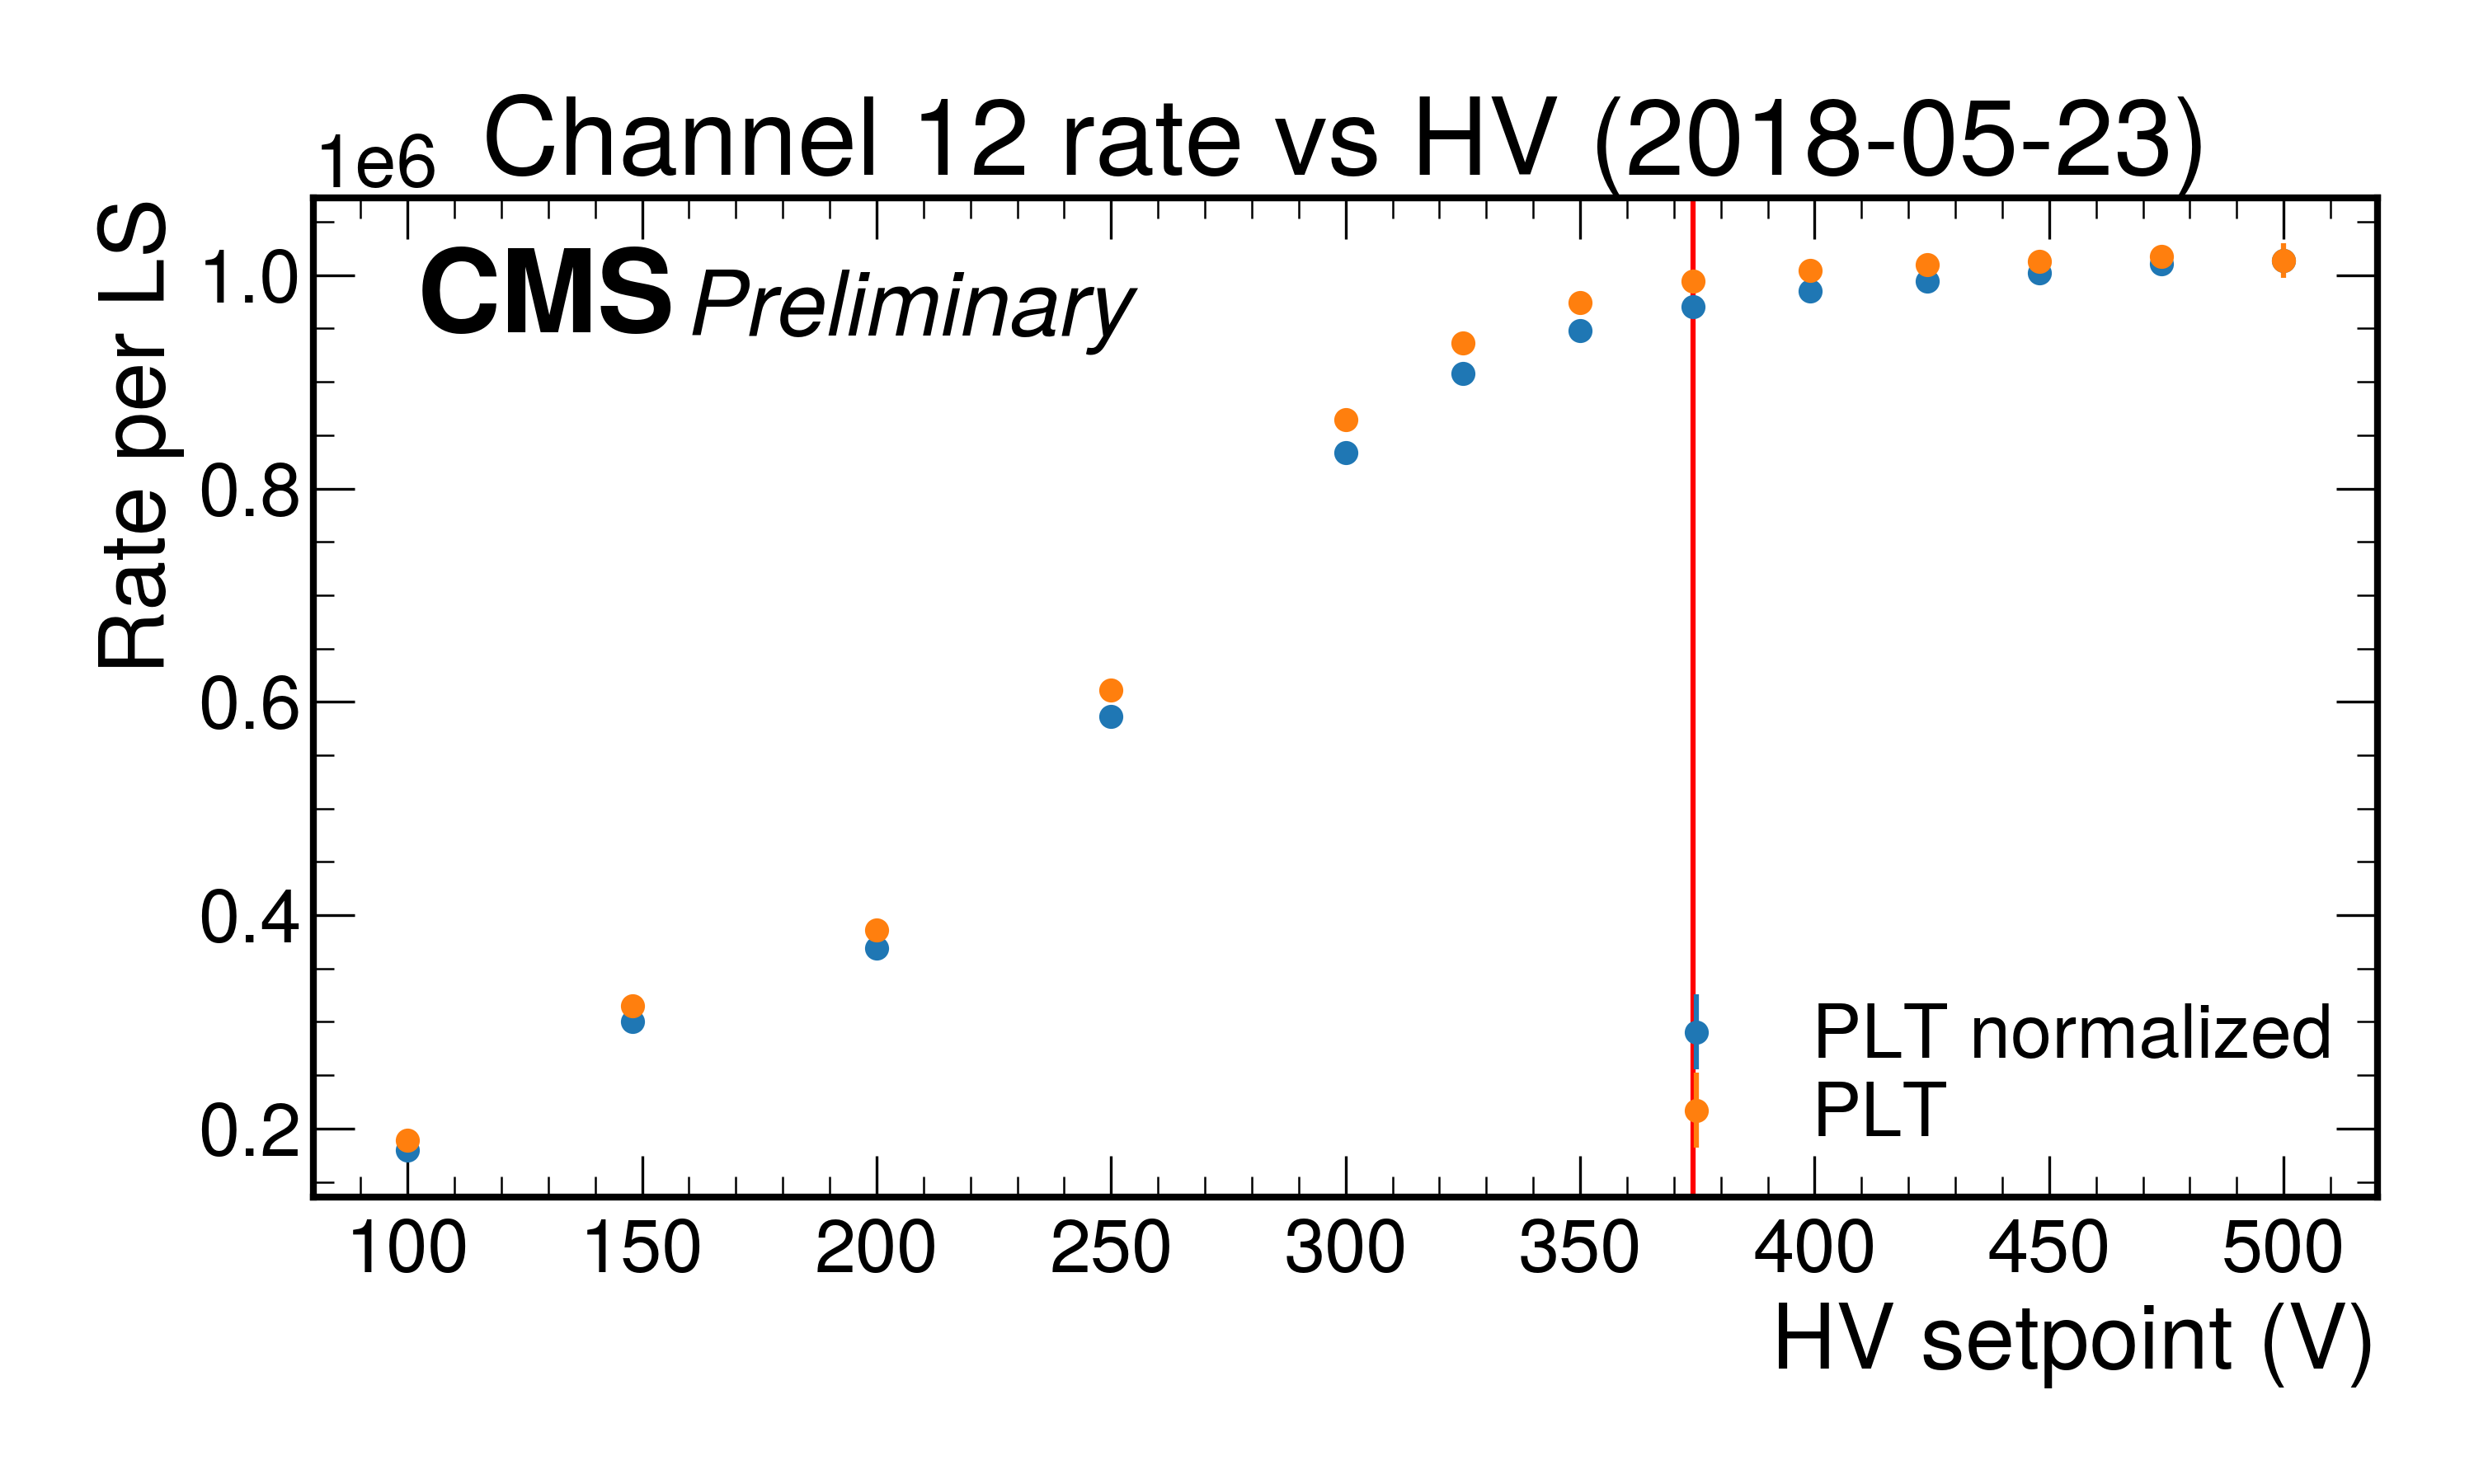 Channel 12 rate vs HV (2018-05-23)
1e6
CMS Preliminary
Rate per LS
1.0
0.8
0.6
0.4
0.2
PLT normalized
PLT
100 150 200 250 300 350 400 450 500
HV setpoint (V)